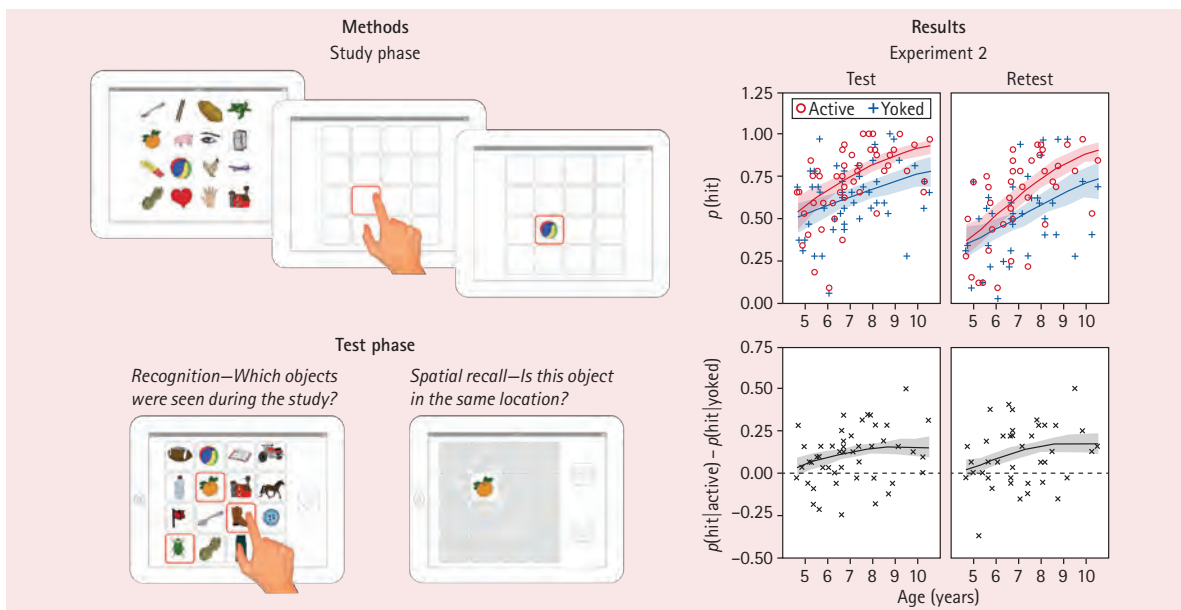 Methods
Study phase
Test phase
Recognition—Which objects
were seen during the study?
Spatial recall—Is this object
in the same location?
Results
Experiment 2
Test
Retest
Active
Yoked
p(hit)
1.25
1.00
0.75
0.50
0.25
0.00
5 6 7 8 9 10
5 6 7 8 9 10
p(hit|active) – p(hit|yoked)
0.75
0.50
0.25
0.00
−0.25
−0.50
5 6 7 8 9 10
5 6 7 8 9 10
Age (years)